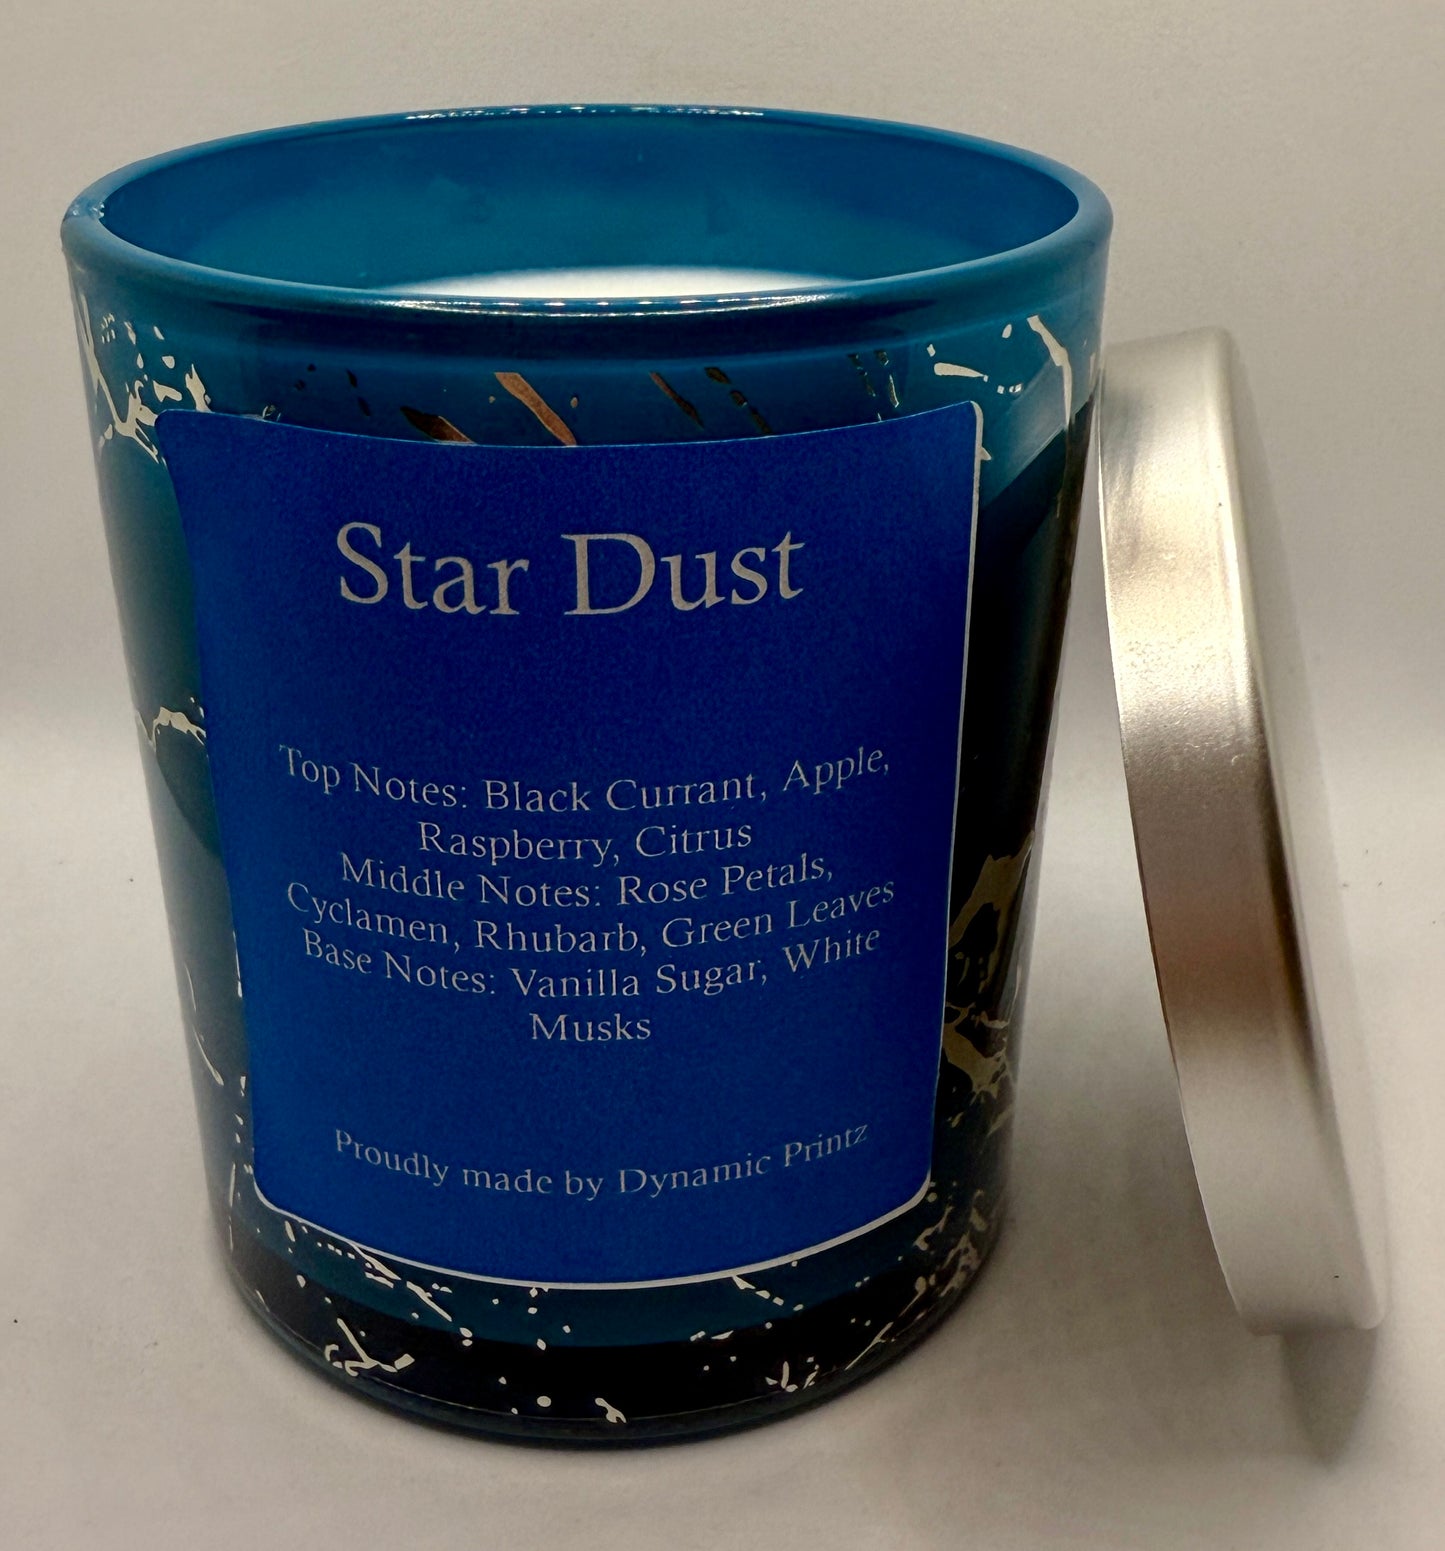 Star Dust
Top Notes: Black Currant, Apple,
Raspberry, Citrus
Middle Notes: Rose Petals,
Cyclamen, Rhubarb, Green Leaves
Base Notes: Vanilla Sugar, White
Musks
Proudly made by Dynamic Printz